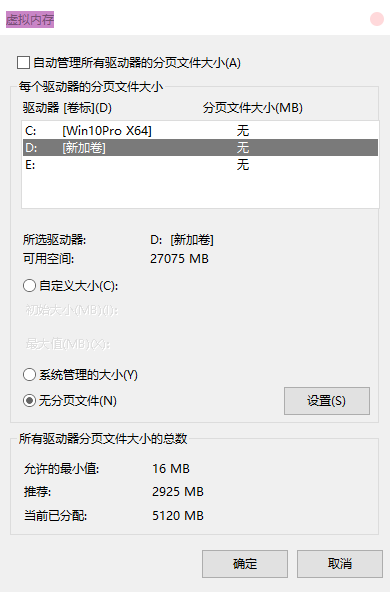 虚拟内存
自动管理所有驱动器的分页文件大小(A)
每个驱动器的分页文件大小
驱动器 [卷标](D) 分页文件大小(MB)
C: [Win10Pro X64] 无
D: [新加卷] 无
E: 无
所选驱动器: D: [新加卷]
可用空间: 27075 MB
自定义大小(C):
初始大小(MB)(I):
最大值(MB)(X):
系统管理的大小(Y)
无分页文件(N) 设置(S)
所有驱动器分页文件大小的总数
允许的最小值: 16 MB
推荐: 2925 MB
当前已分配: 5120 MB
确定 取消